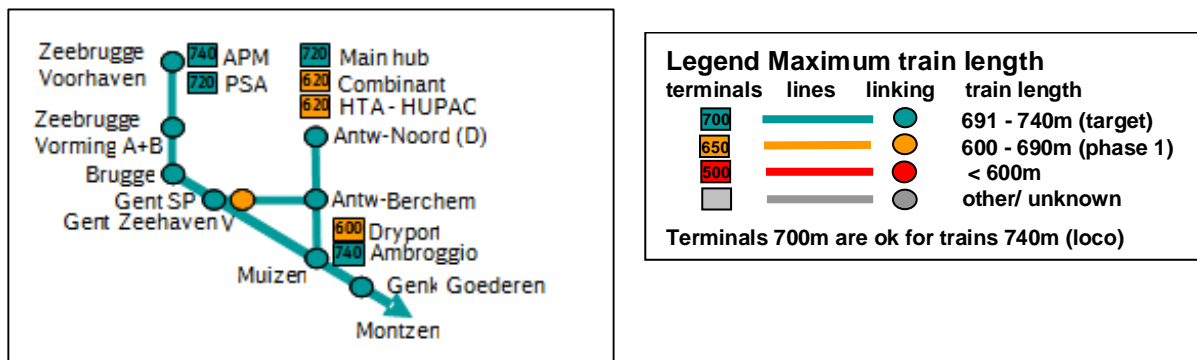 Zeebrugge
Voorhaven
740 APM
720 PSA
720 Main hub
620 Combinant
620 HTA - HUPAC
Zeebrugge
Vorming A+B
Antw-Noord (D)
Brugge
Gent SP
Gent Zeehaven V
Antw-Berchem
600 Dryport
740 Ambroggio
Muizen
Genk Goederen
Montzen
Legend Maximum train length
terminals lines linking train length
700 691 - 740m (target)
650 600 - 690m (phase 1)
500 < 600m
other/ unknown
Terminals 700m are ok for trains 740m (loco)